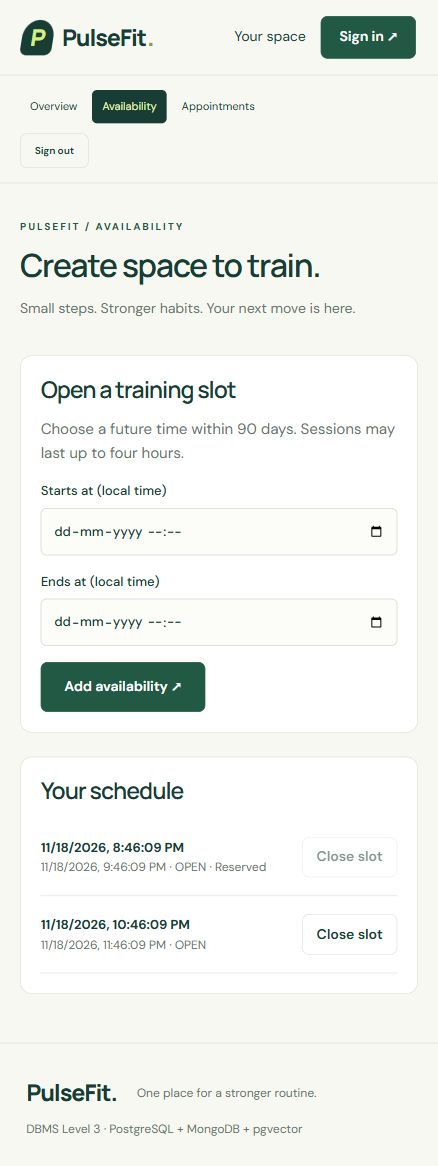 P PulseFit.
Your space
Sign in ↗
Overview
Availability
Appointments
Sign out
PULSEFIT / AVAILABILITY
Create space to train.
Small steps. Stronger habits. Your next move is here.
Open a training slot
Choose a future time within 90 days. Sessions may
last up to four hours.
Starts at (local time)
dd-mm-yyyy --:--
Ends at (local time)
dd-mm-yyyy --:--
Add availability ↗
Your schedule
11/18/2026, 8:46:09 PM
11/18/2026, 9:46:09 PM · OPEN · Reserved
Close slot
11/18/2026, 10:46:09 PM
11/18/2026, 11:46:09 PM · OPEN
Close slot
PulseFit.
One place for a stronger routine.
DBMS Level 3 · PostgreSQL + MongoDB + pgvector